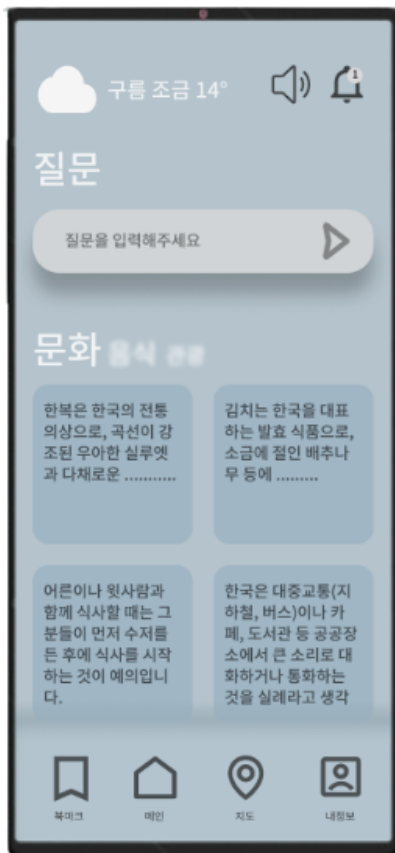 구름 조금 14°
1
질문
질문을 입력해주세요
문화 음식 관광
한복은 한국의 전통
의상으로, 곡선이 강
조된 우아한 실루엣
과 다채로운 ...........
김치는 한국을 대표
하는 발효 식품으로,
소금에 절인 배추나
무 등에 .........
어른이나 윗사람과
함께 식사할 때는 그
분들이 먼저 수저를
든 후에 식사를 시작
하는 것이 예의입니
다.
한국은 대중교통(지
하철, 버스)이나 카
페, 도서관 등 공공장
소에서 큰 소리로 대
화하거나 통화하는
것을 실례라고 생각
북마크 메인 지도 내정보